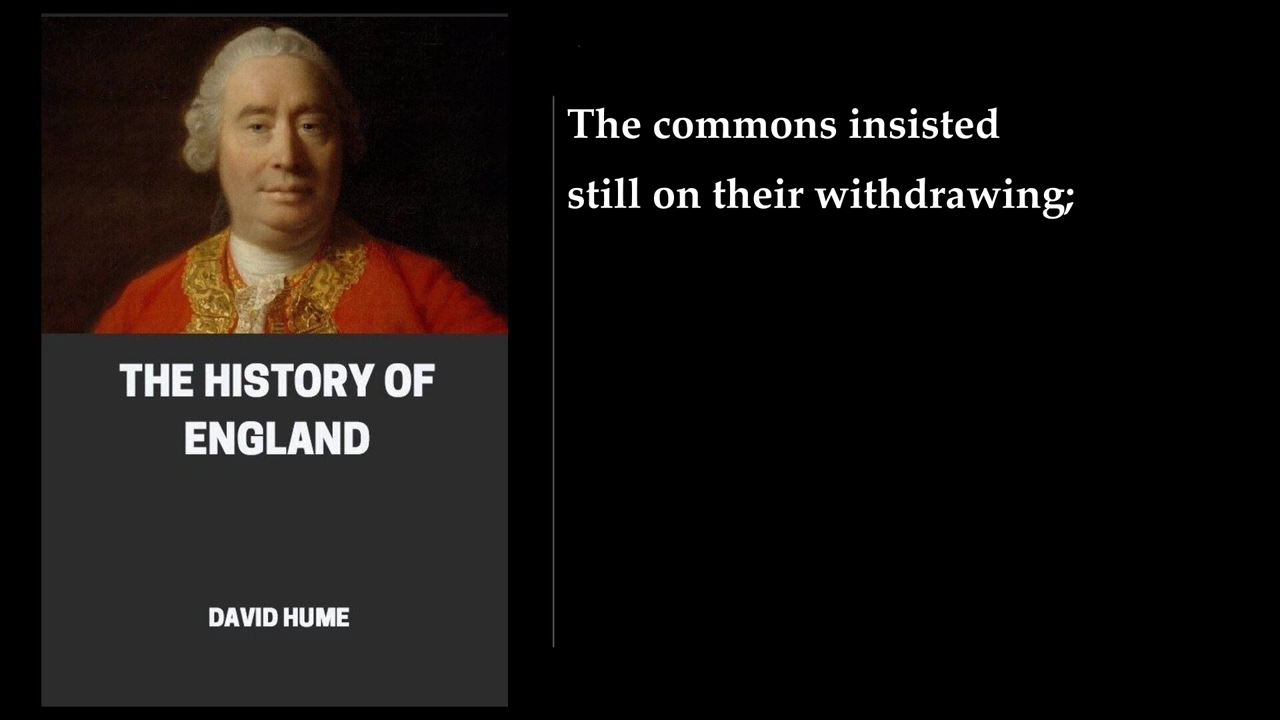 THE HISTORY OF
ENGLAND
DAVID HUME
The commons insisted
still on their withdrawing;